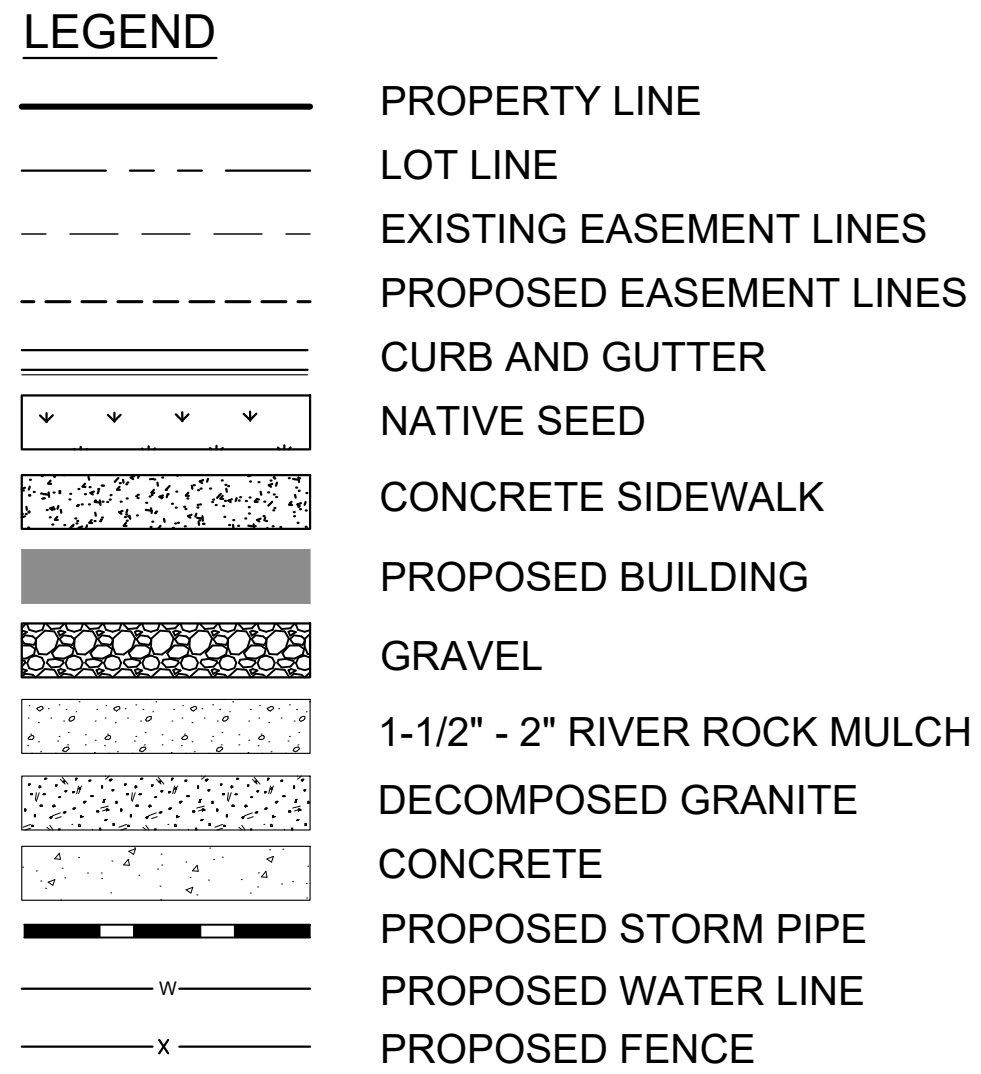 LEGEND
PROPERTY LINE
LOT LINE
EXISTING EASEMENT LINES
PROPOSED EASEMENT LINES
CURB AND GUTTER
NATIVE SEED
CONCRETE SIDEWALK
PROPOSED BUILDING
GRAVEL
1-1/2" - 2" RIVER ROCK MULCH
DECOMPOSED GRANITE
CONCRETE
PROPOSED STORM PIPE
W PROPOSED WATER LINE
X PROPOSED FENCE